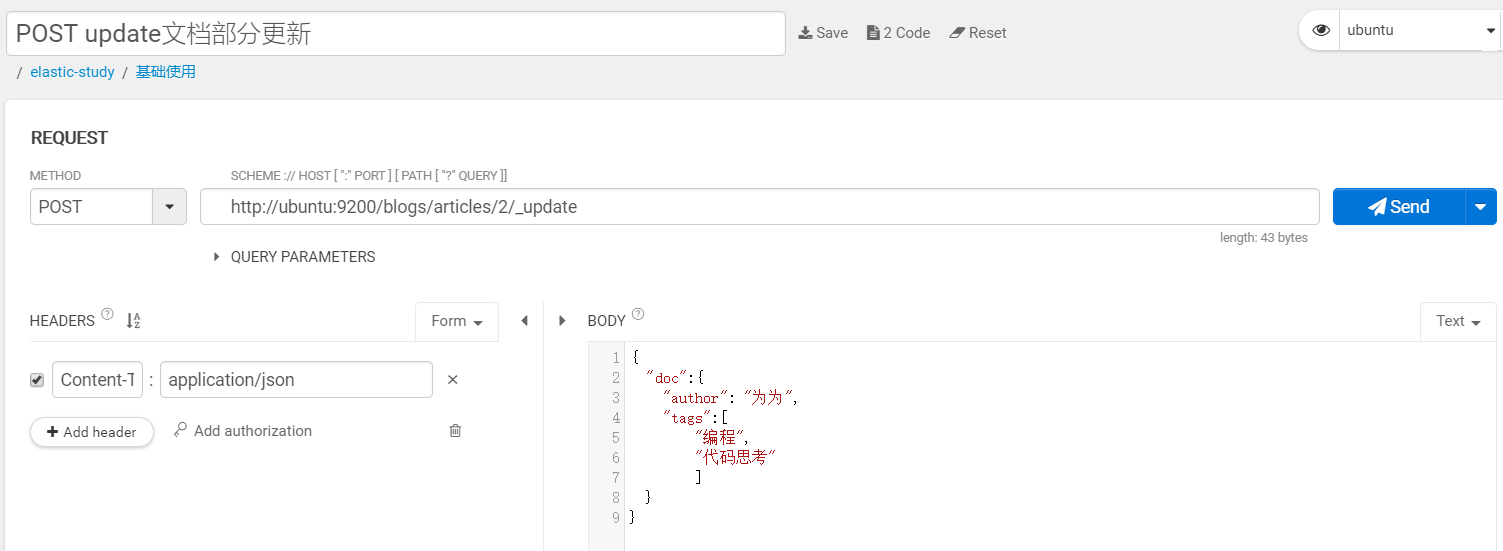 POST update文档部分更新
Save 2 Code Reset
ubuntu
/ elastic-study / 基础使用
REQUEST
METHOD
SCHEME :// HOST [ ":" PORT ] [ PATH [ "?" QUERY ]]
POST
http://ubuntu:9200/blogs/articles/2/_update
Send
length: 43 bytes
QUERY PARAMETERS
HEADERS ? A Z
Form
BODY ?
Text
Content-T : application/json ×
+ Add header
Add authorization
1 {
2 "doc":{
3 "author": "为为",
4 "tags":[
5 "编程",
6 "代码思考"
7 ]
8 }
9 }